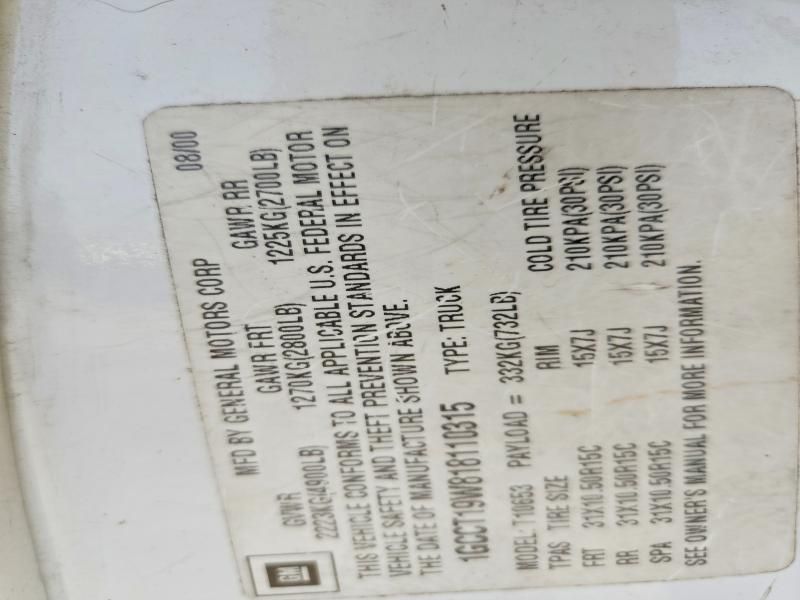 GM
MFD BY GENERAL MOTORS CORP 08/00
GVWR GAWR FRT GAWR RR
2223KG(4900LB) 1270KG(2800LB) 1225KG(2700LB)
THIS VEHICLE CONFORMS TO ALL APPLICABLE U.S. FEDERAL MOTOR
VEHICLE SAFETY AND THEFT PREVENTION STANDARDS IN EFFECT ON
THE DATE OF MANUFACTURE SHOWN ABOVE.
1GCCT19W818110315 TYPE: TRUCK
MODEL: T10653 PAYLOAD = 332KG(732LB)
TPAS TIRE SIZE RIM COLD TIRE PRESSURE
FRT 31X10.50R15C 15X7J 210KPA(30PSI)
RR 31X10.50R15C 15X7J 210KPA(30PSI)
SPA 31X10.50R15C 15X7J 210KPA(30PSI)
SEE OWNER'S MANUAL FOR MORE INFORMATION.